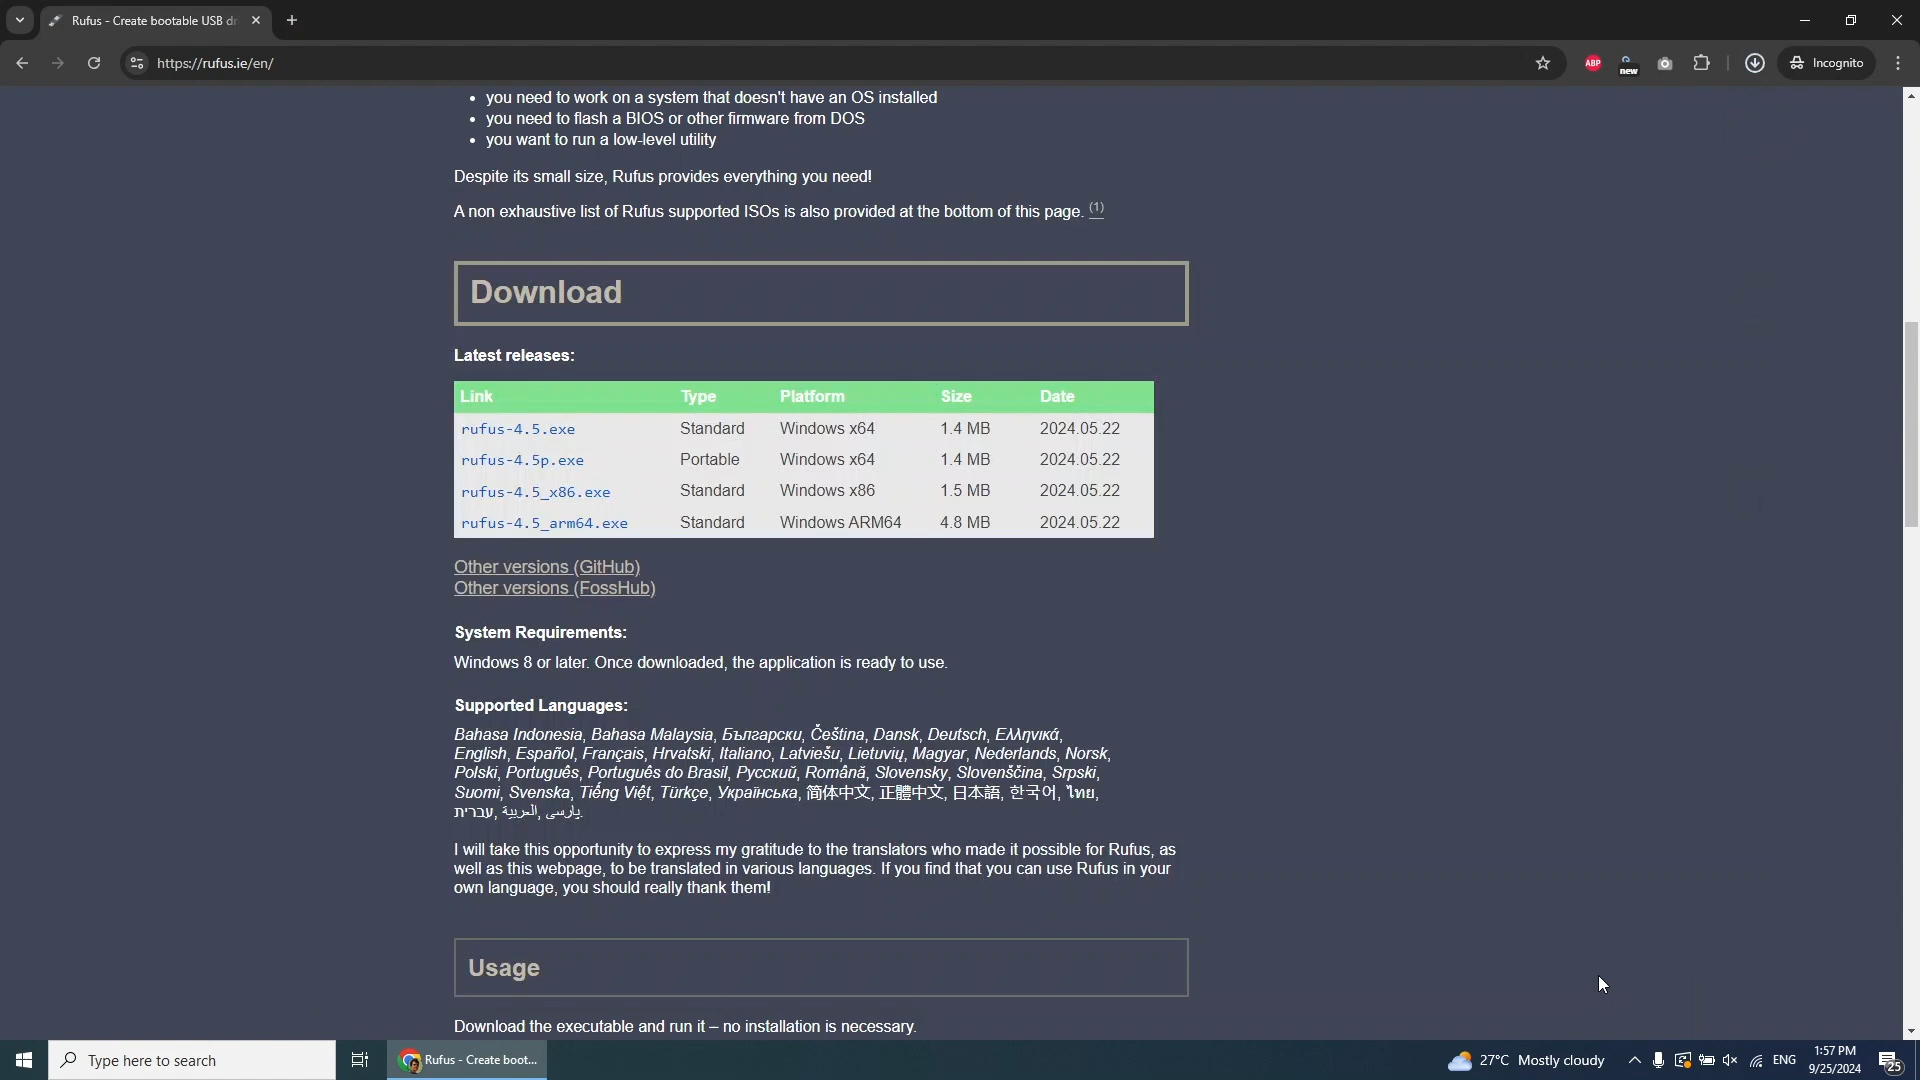 Rufus - Create bootable USB dr
https://rufus.ie/en/
ABP
new
Incognito
• you need to work on a system that doesn't have an OS installed
• you need to flash a BIOS or other firmware from DOS
• you want to run a low-level utility
Despite its small size, Rufus provides everything you need!
A non exhaustive list of Rufus supported ISOs is also provided at the bottom of this page. (1)
Download
Latest releases:
Link Type Platform Size Date
rufus-4.5.exe Standard Windows x64 1.4 MB 2024.05.22
rufus-4.5p.exe Portable Windows x64 1.4 MB 2024.05.22
rufus-4.5_x86.exe Standard Windows x86 1.5 MB 2024.05.22
rufus-4.5_arm64.exe Standard Windows ARM64 4.8 MB 2024.05.22
Other versions (GitHub)
Other versions (FossHub)
System Requirements:
Windows 8 or later. Once downloaded, the application is ready to use.
Supported Languages:
Bahasa Indonesia, Bahasa Malaysia, Български, Čeština, Dansk, Deutsch, Ελληνικά,
English, Español, Français, Hrvatski, Italiano, Latviešu, Lietuvių, Magyar, Nederlands, Norsk,
Polski, Português, Português do Brasil, Русский, Română, Slovensky, Slovenščina, Srpski,
Suomi, Svenska, Tiếng Việt, Türkçe, Українська, 简体中文, 正體中文, 日本語, 한국어, ไทย,
עברית, العربية, پارسی.
I will take this opportunity to express my gratitude to the translators who made it possible for Rufus, as
well as this webpage, to be translated in various languages. If you find that you can use Rufus in your
own language, you should really thank them!
Usage
Download the executable and run it – no installation is necessary.
Type here to search
Rufus - Create boot...
27°C Mostly cloudy
ENG
1:57 PM
9/25/2024
25